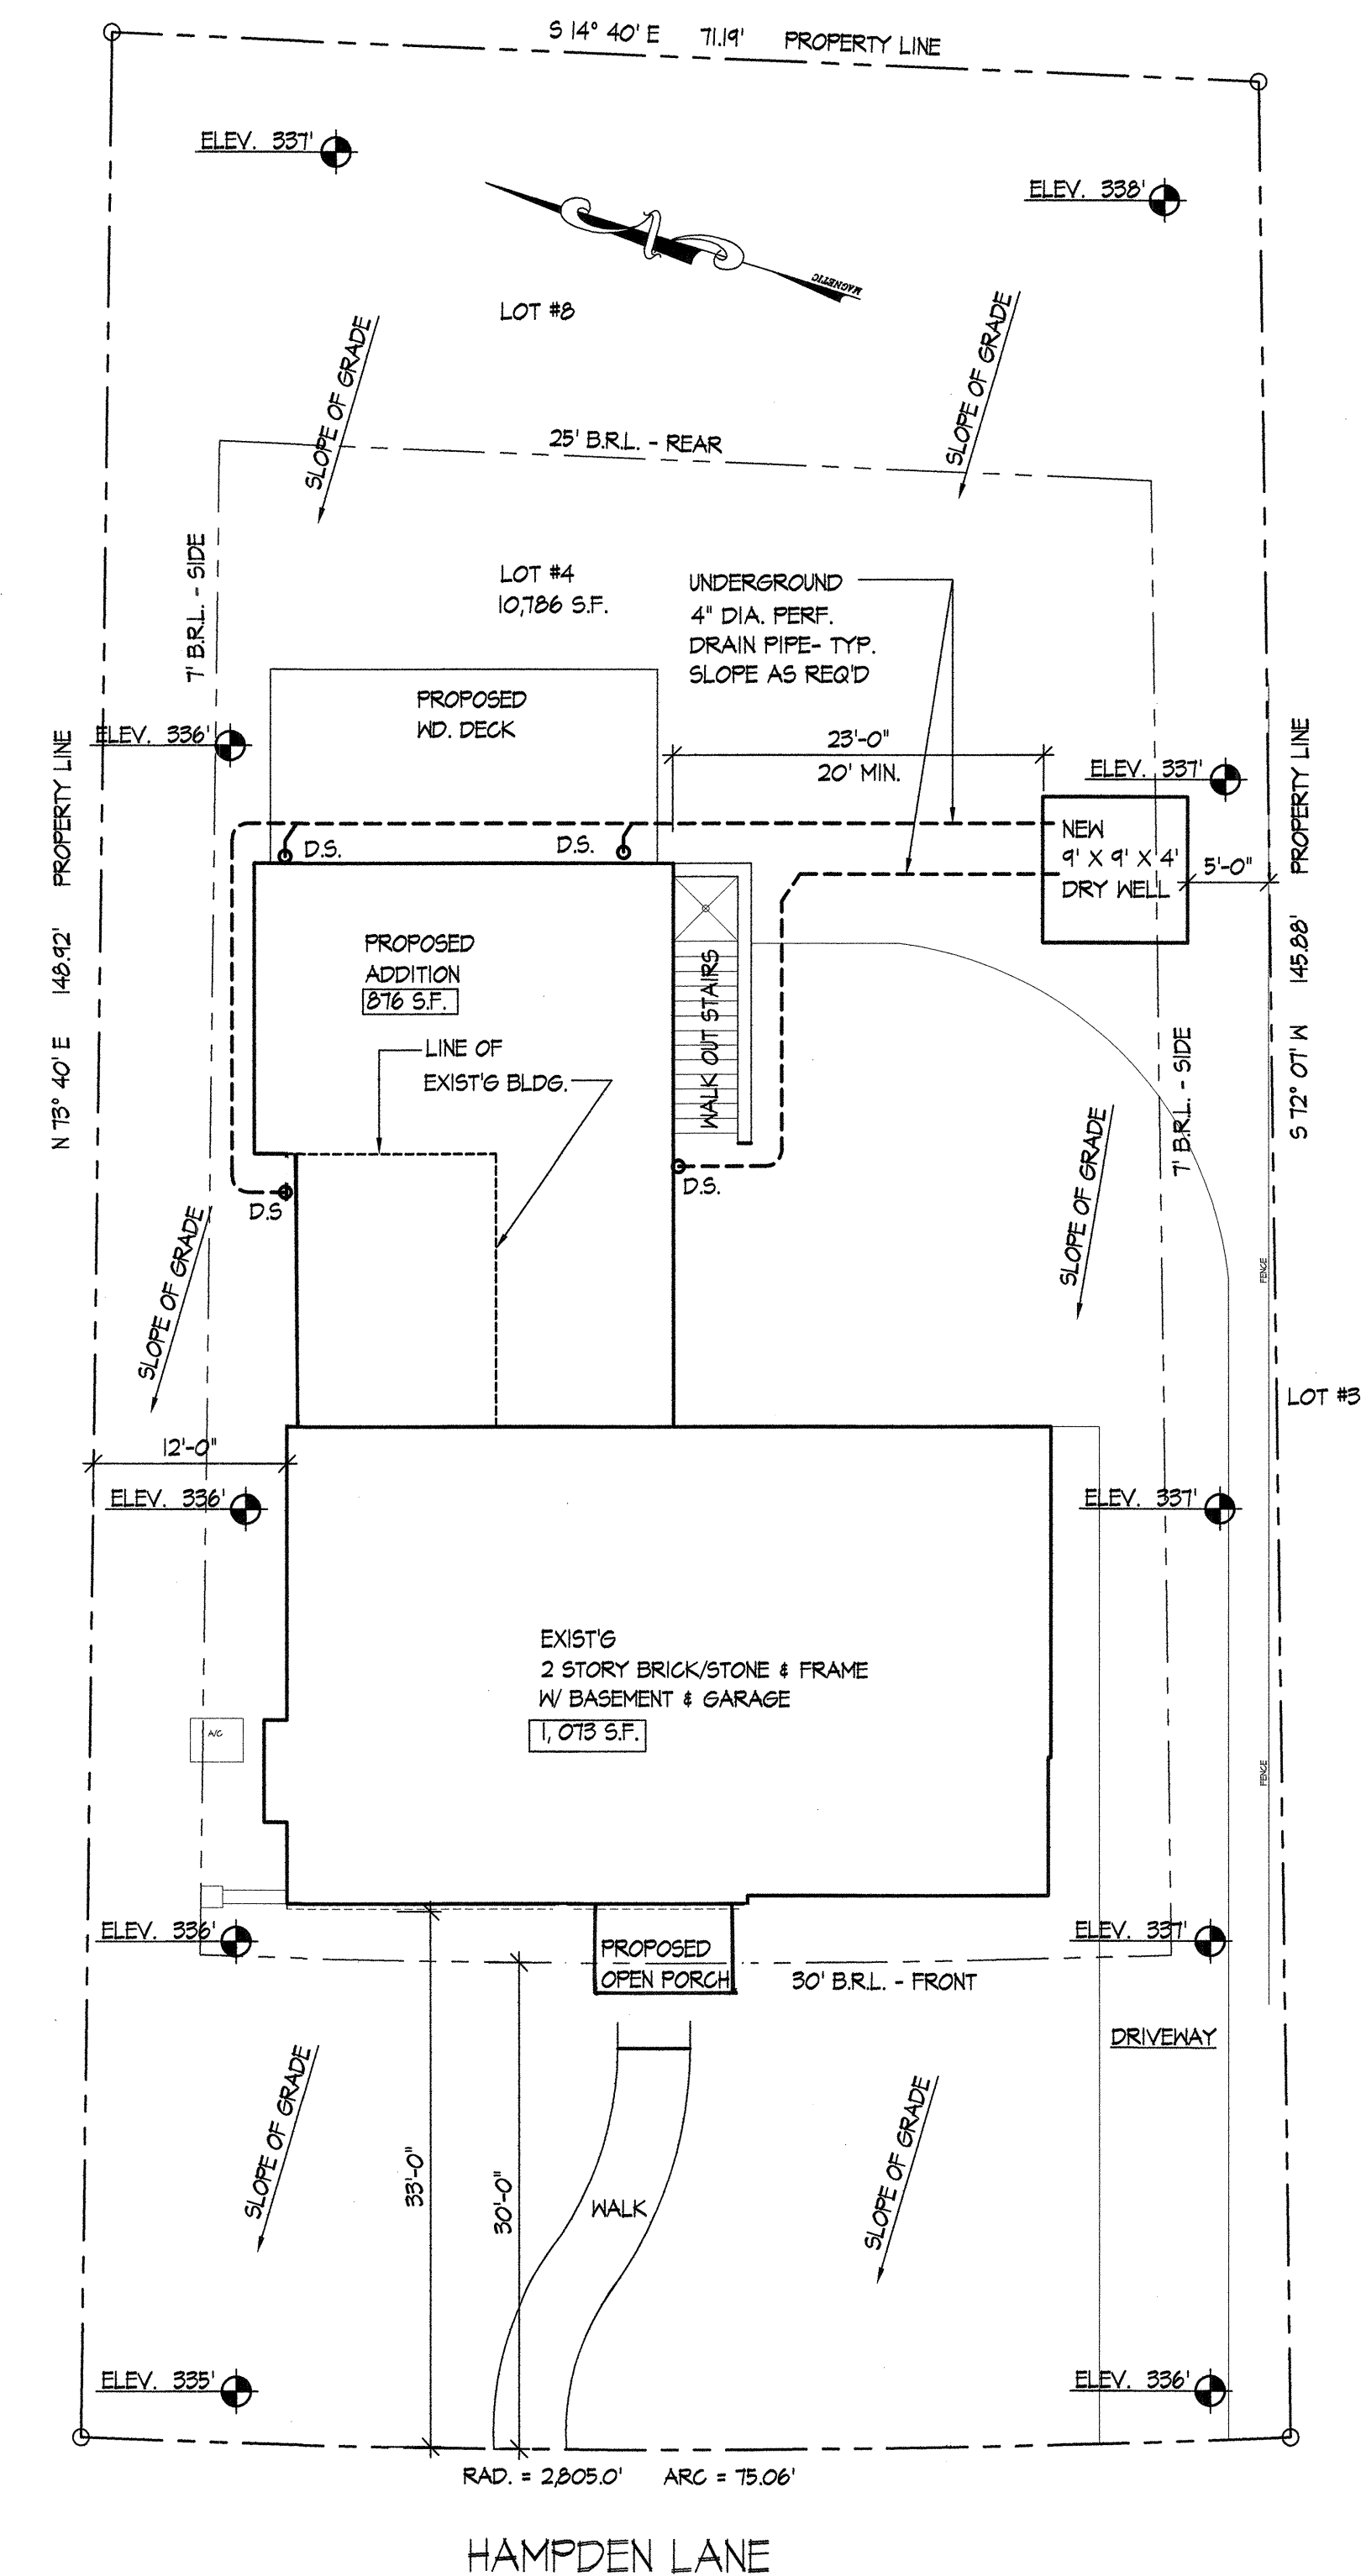 S 14° 40' E 71.19' PROPERTY LINE
ELEV. 337'
ELEV. 338'
N
MAGNETIC
LOT #8
SLOPE OF GRADE
SLOPE OF GRADE
25' B.R.L. - REAR
7' B.R.L. - SIDE
LOT #4
10,786 S.F.
UNDERGROUND
4" DIA. PERF.
DRAIN PIPE- TYP.
SLOPE AS REQ'D
PROPOSED
WD. DECK
ELEV. 336'
23'-0"
20' MIN.
ELEV. 337'
N 73° 40' E 148.92' PROPERTY LINE
S 72° 07' W 145.88' PROPERTY LINE
D.S.
D.S.
NEW
9' X 9' X 4'
DRY WELL
5'-0"
PROPOSED
ADDITION
876 S.F.
LINE OF
EXIST'G BLDG.
WALK OUT STAIRS
7' B.R.L. - SIDE
D.S
D.S.
SLOPE OF GRADE
SLOPE OF GRADE
FENCE
LOT #3
12'-0"
ELEV. 336'
ELEV. 337'
EXIST'G
2 STORY BRICK/STONE & FRAME
W/ BASEMENT & GARAGE
1, 073 S.F.
A/C
FENCE
ELEV. 336'
ELEV. 337'
PROPOSED
OPEN PORCH
30' B.R.L. - FRONT
DRIVEWAY
SLOPE OF GRADE
SLOPE OF GRADE
33'-0"
30'-0"
WALK
ELEV. 335'
ELEV. 336'
RAD. = 2,805.0' ARC = 75.06'
HAMPDEN LANE